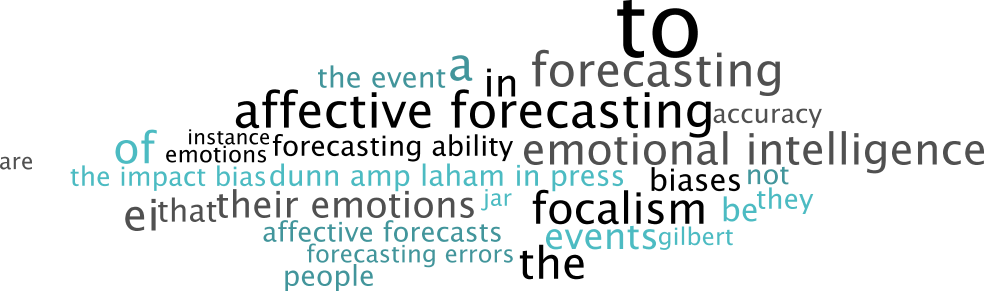 to
the event a in forecasting
affective forecasting accuracy
of instance forecasting ability emotional intelligence
are emotions
the impact bias dunn amp laham in press biases not
ei that their emotions jar focalism be they
affective forecasts events gilbert
forecasting errors the
people